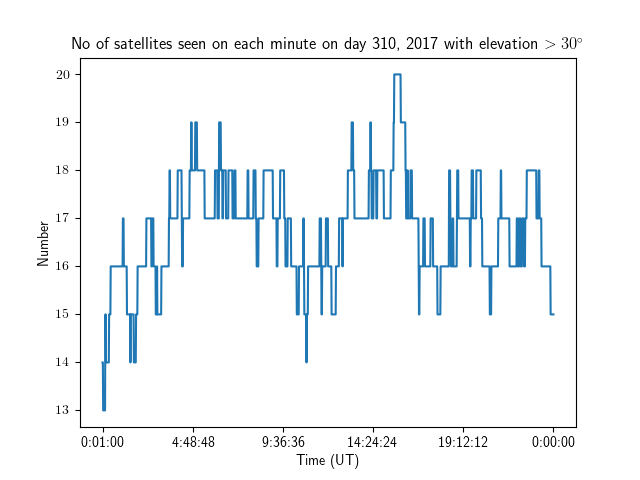 No of satellites seen on each minute on day 310, 2017 with elevation > 30°
20
19
18
17
16
15
14
13
Number
0:01:00 4:48:48 9:36:36 14:24:24 19:12:12 0:00:00
Time (UT)